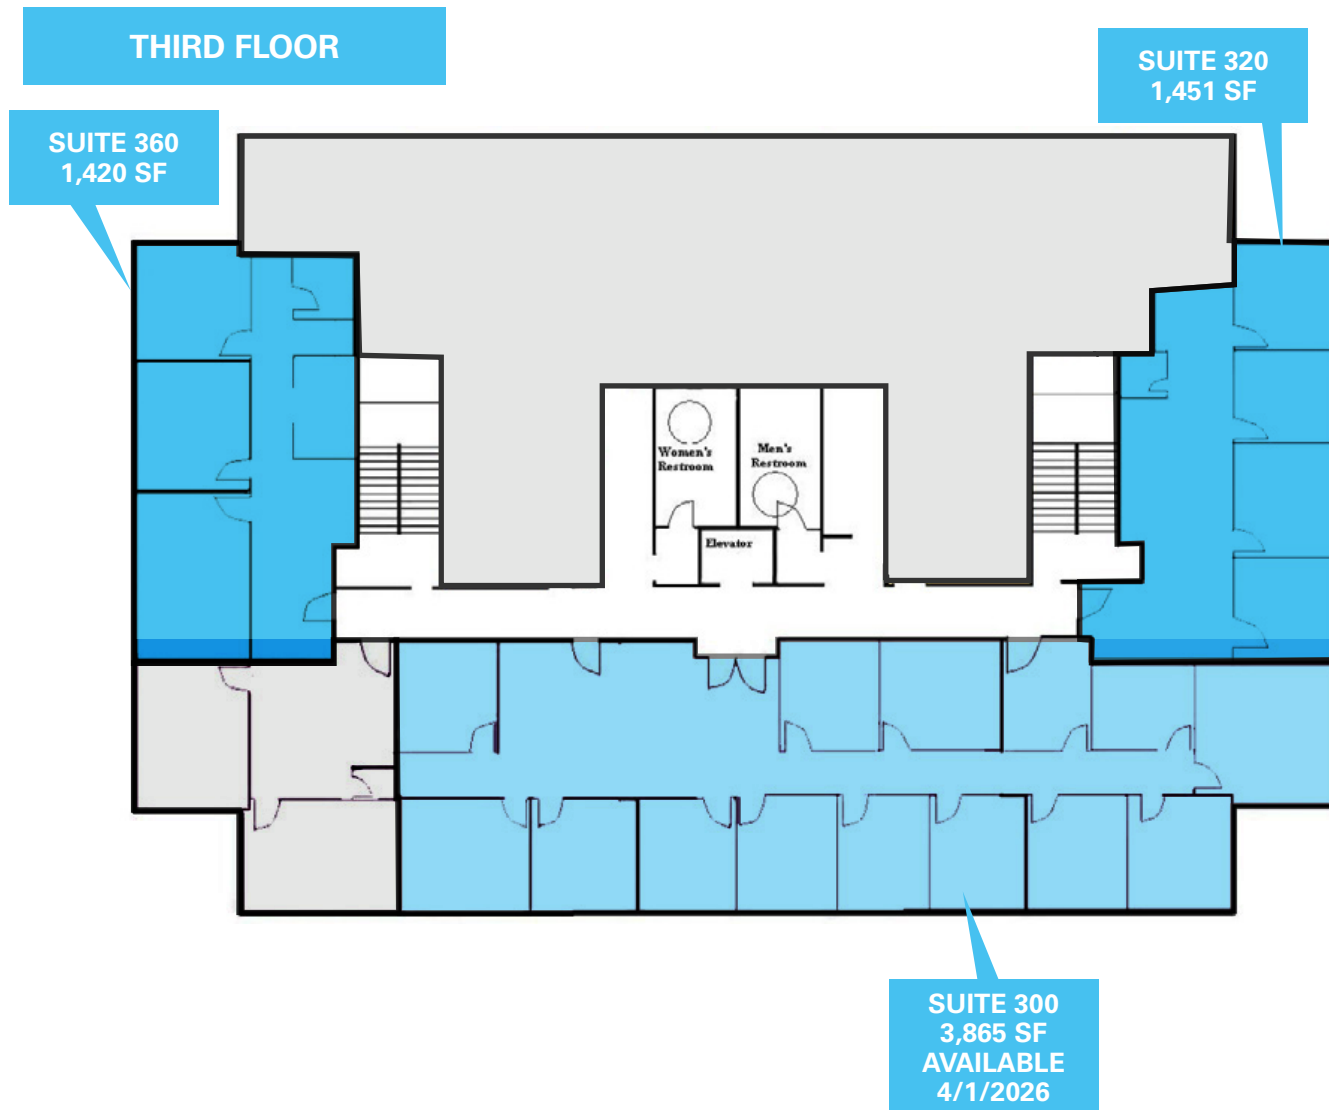 THIRD FLOOR
SUITE 320
1,451 SF
SUITE 360
1,420 SF
Women's
Restroom
Men's
Restroom
Elevator
SUITE 300
3,865 SF
AVAILABLE
4/1/2026